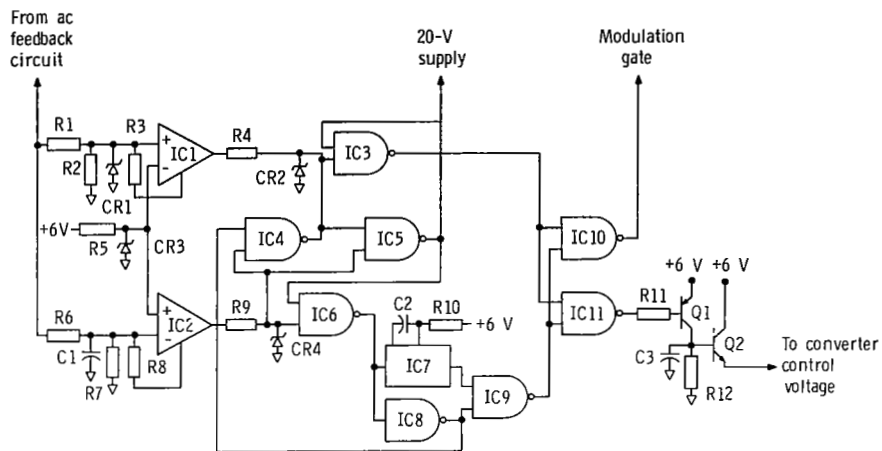 From ac
feedback
circuit
20-V
supply
Modulation
gate
R1
R3
R2
IC1
R4
CR1
CR2
IC3
+6V
R5
CR3
IC4
IC5
IC10
R6
C1
R7
R8
IC2
R9
CR4
IC6
C2
R10
+6 V
IC7
IC8
IC9
IC11
R11
+6 V
+6 V
Q1
Q2
C3
R12
To converter
control
voltage
+
-
+
-